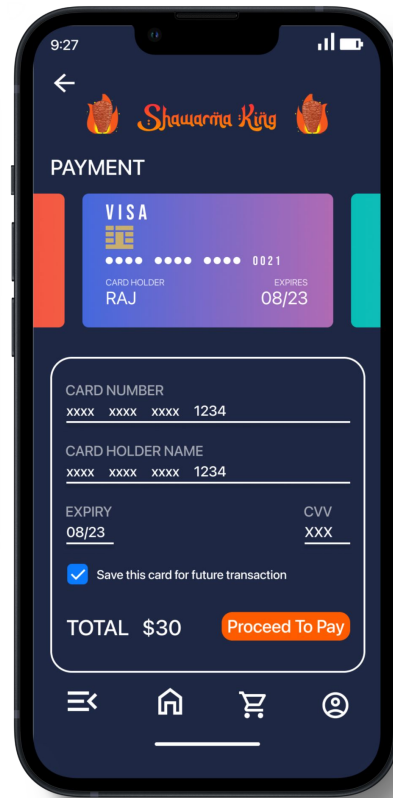 9:27
Shawarma King
PAYMENT
VISA
●●●● ●●●● ●●●● 0021
CARD HOLDER EXPIRES
RAJ 08/23
CARD NUMBER
xxxx xxxx xxxx 1234
CARD HOLDER NAME
xxxx xxxx xxxx 1234
EXPIRY CVV
08/23 XXX
Save this card for future transaction
TOTAL $30 Proceed To Pay